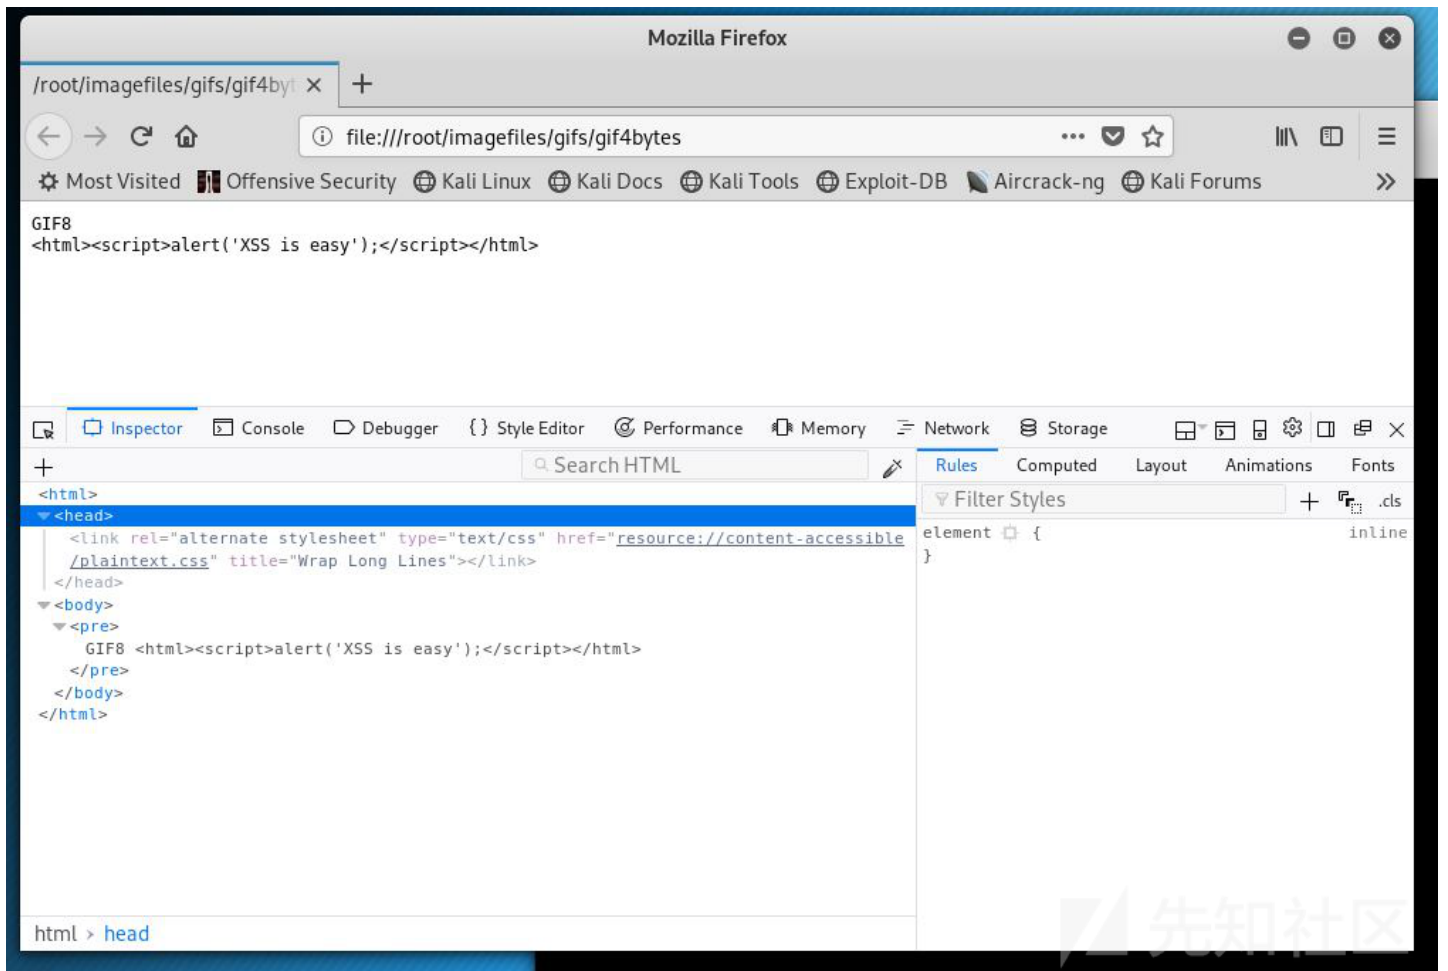 Mozilla Firefox
/root/imagefiles/gifs/gif4byt
file:///root/imagefiles/gifs/gif4bytes
Most Visited Offensive Security Kali Linux Kali Docs Kali Tools Exploit-DB Aircrack-ng Kali Forums
GIF8
<html><script>alert('XSS is easy');</script></html>
Inspector Console Debugger {} Style Editor Performance Memory Network Storage
Search HTML
Rules Computed Layout Animations Fonts
Filter Styles .cls
<html>
<head>
<link rel="alternate stylesheet" type="text/css" href="resource://content-accessible
/plaintext.css" title="Wrap Long Lines"></link>
</head>
<body>
<pre>
GIF8 <html><script>alert('XSS is easy');</script></html>
</pre>
</body>
</html>
element { inline
}
html > head
先知社区